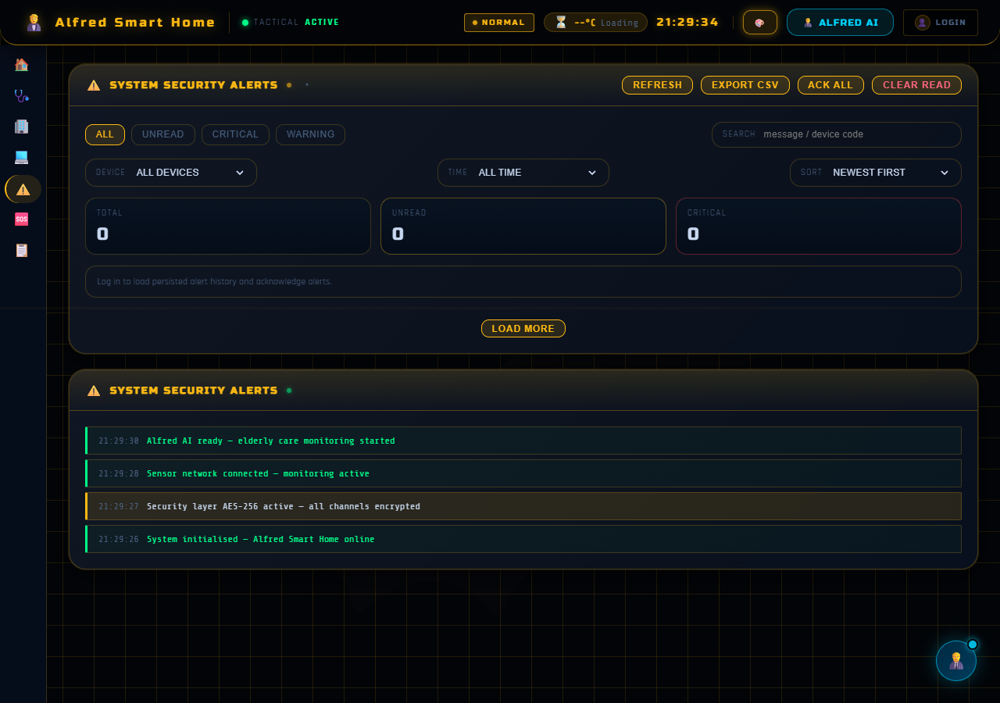 Alfred Smart Home
TACTICAL ACTIVE
NORMAL
--°C Loading
21:29:34
ALFRED AI
LOGIN
SYSTEM SECURITY ALERTS
REFRESH
EXPORT CSV
ACK ALL
CLEAR READ
ALL
UNREAD
CRITICAL
WARNING
SEARCH message / device code
DEVICE ALL DEVICES
TIME ALL TIME
SORT NEWEST FIRST
TOTAL
0
UNREAD
0
CRITICAL
0
Log in to load persisted alert history and acknowledge alerts.
LOAD MORE
SOS
SYSTEM SECURITY ALERTS
21:29:30 Alfred AI ready — elderly care monitoring started
21:29:28 Sensor network connected — monitoring active
21:29:27 Security layer AES-256 active — all channels encrypted
21:29:26 System initialised — Alfred Smart Home online